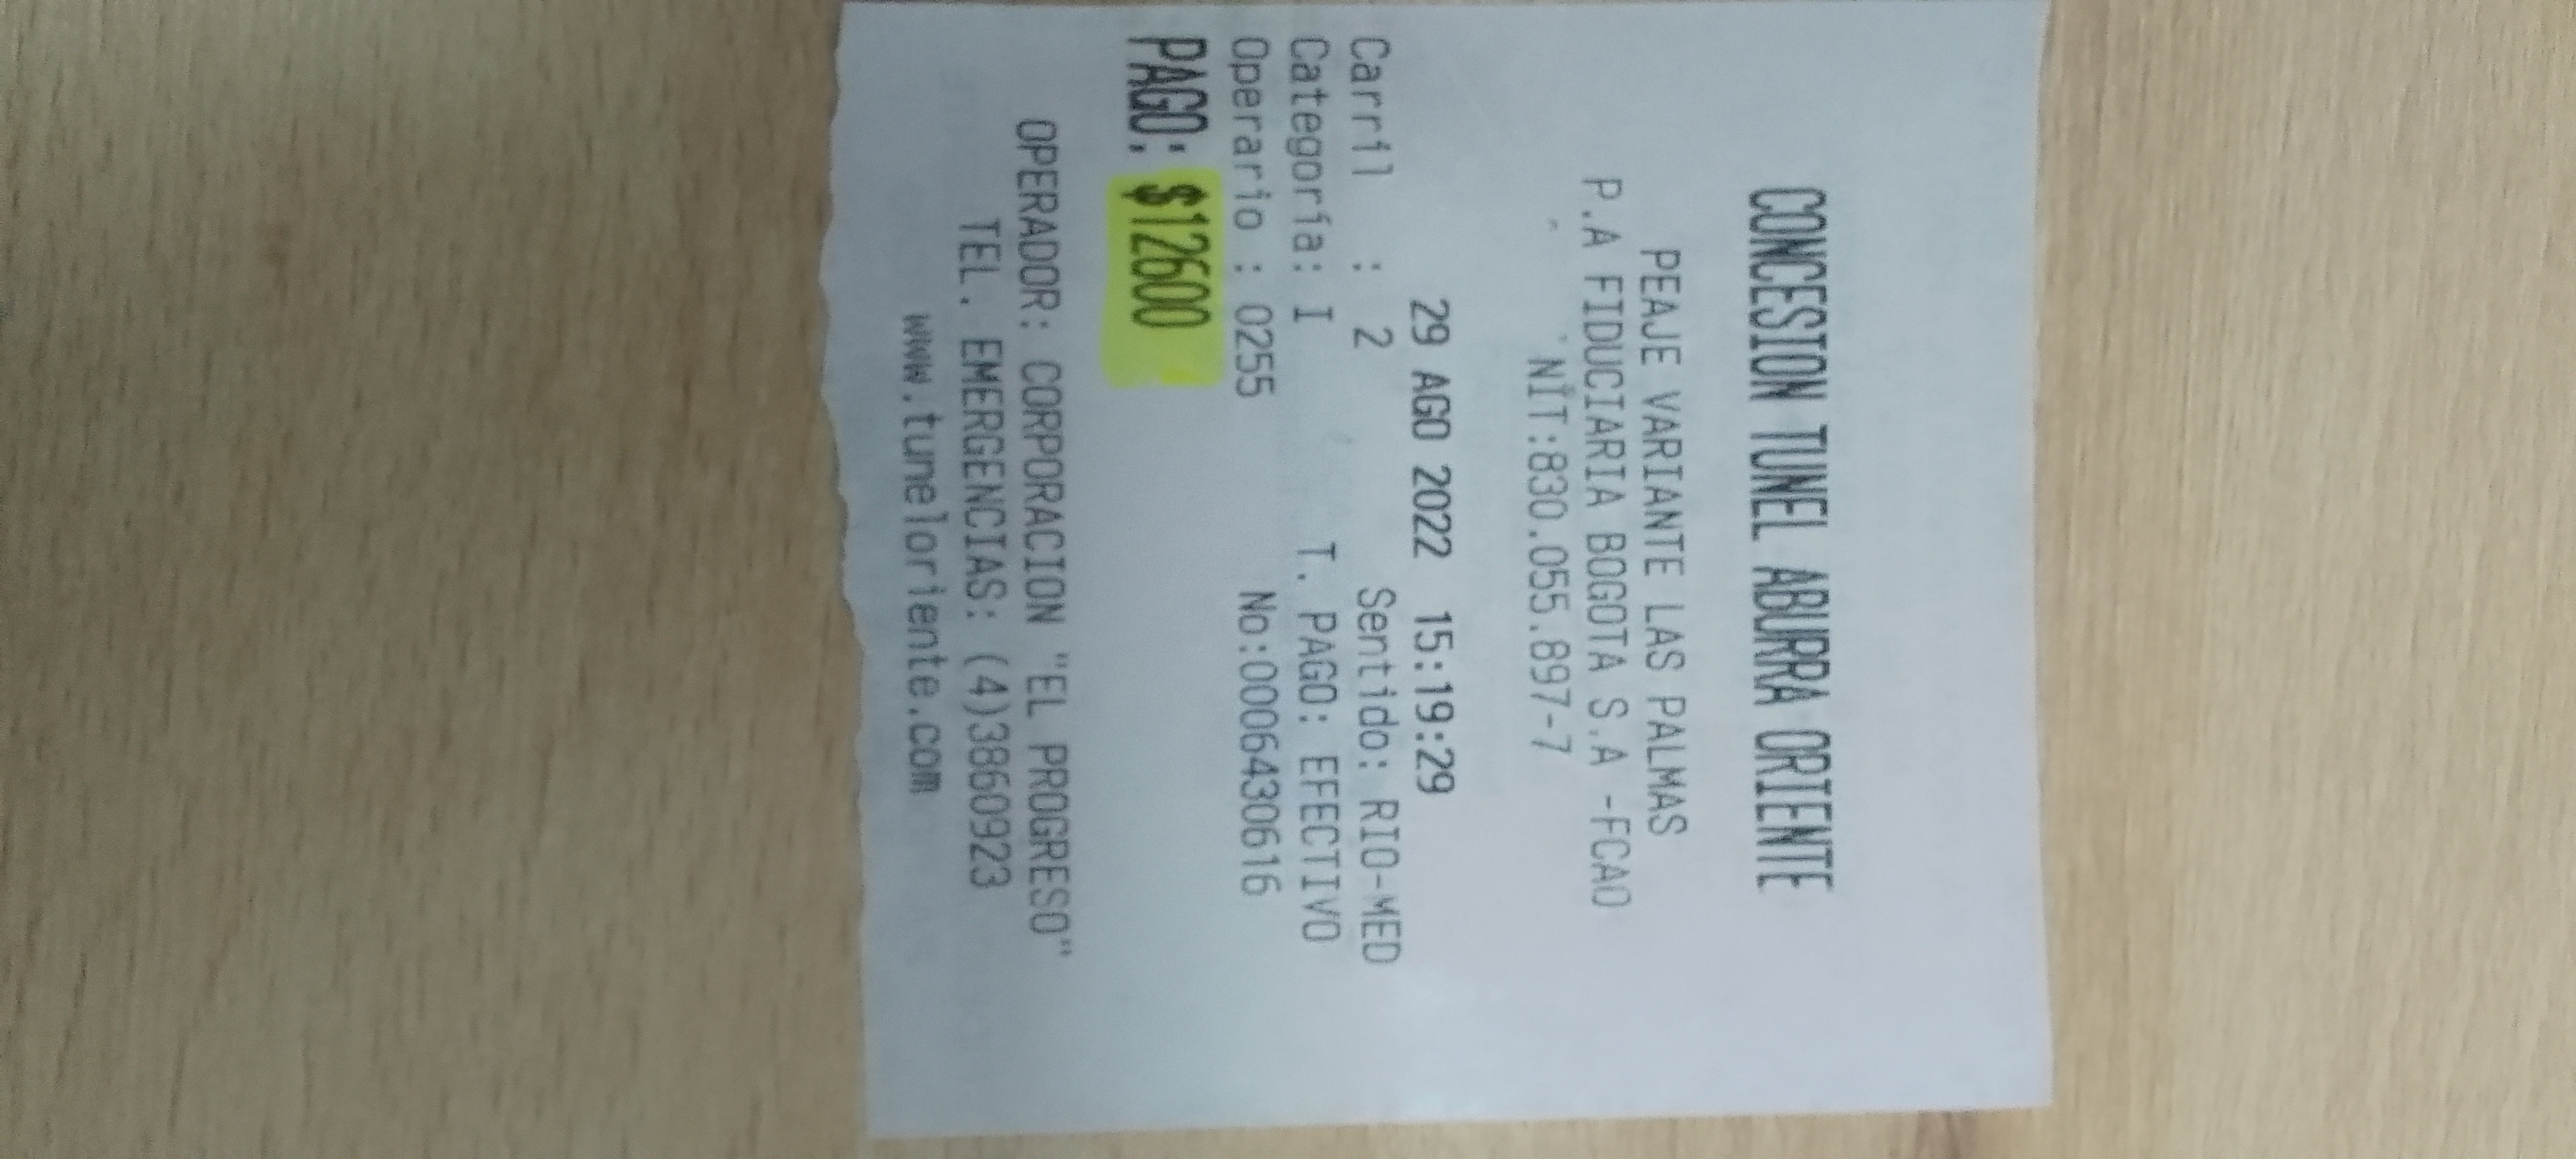 CONCESION TUNEL ABURRA ORIENTE
PEAJE VARIANTE LAS PALMAS
P.A FIDUCIARIA BOGOTA S.A -FCAO
NIT:830.055.897-7
29 AGO 2022 15:19:29
Carril : 2 Sentido: RIO-MED
Categoría: I T. PAGO: EFECTIVO
Operario : 0255 No:0006430616
PAGO: $12600
OPERADOR: CORPORACION "EL PROGRESO"
TEL. EMERGENCIAS: (4)3860923
www.tuneloriente.com